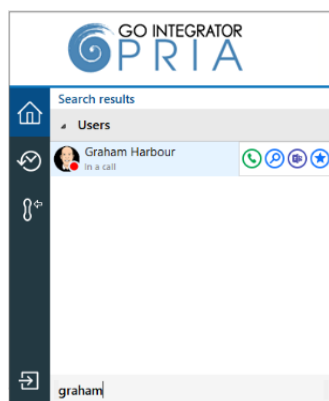 GO INTEGRATOR
PRIA
Search results
Users
Graham Harbour
In a call
graham